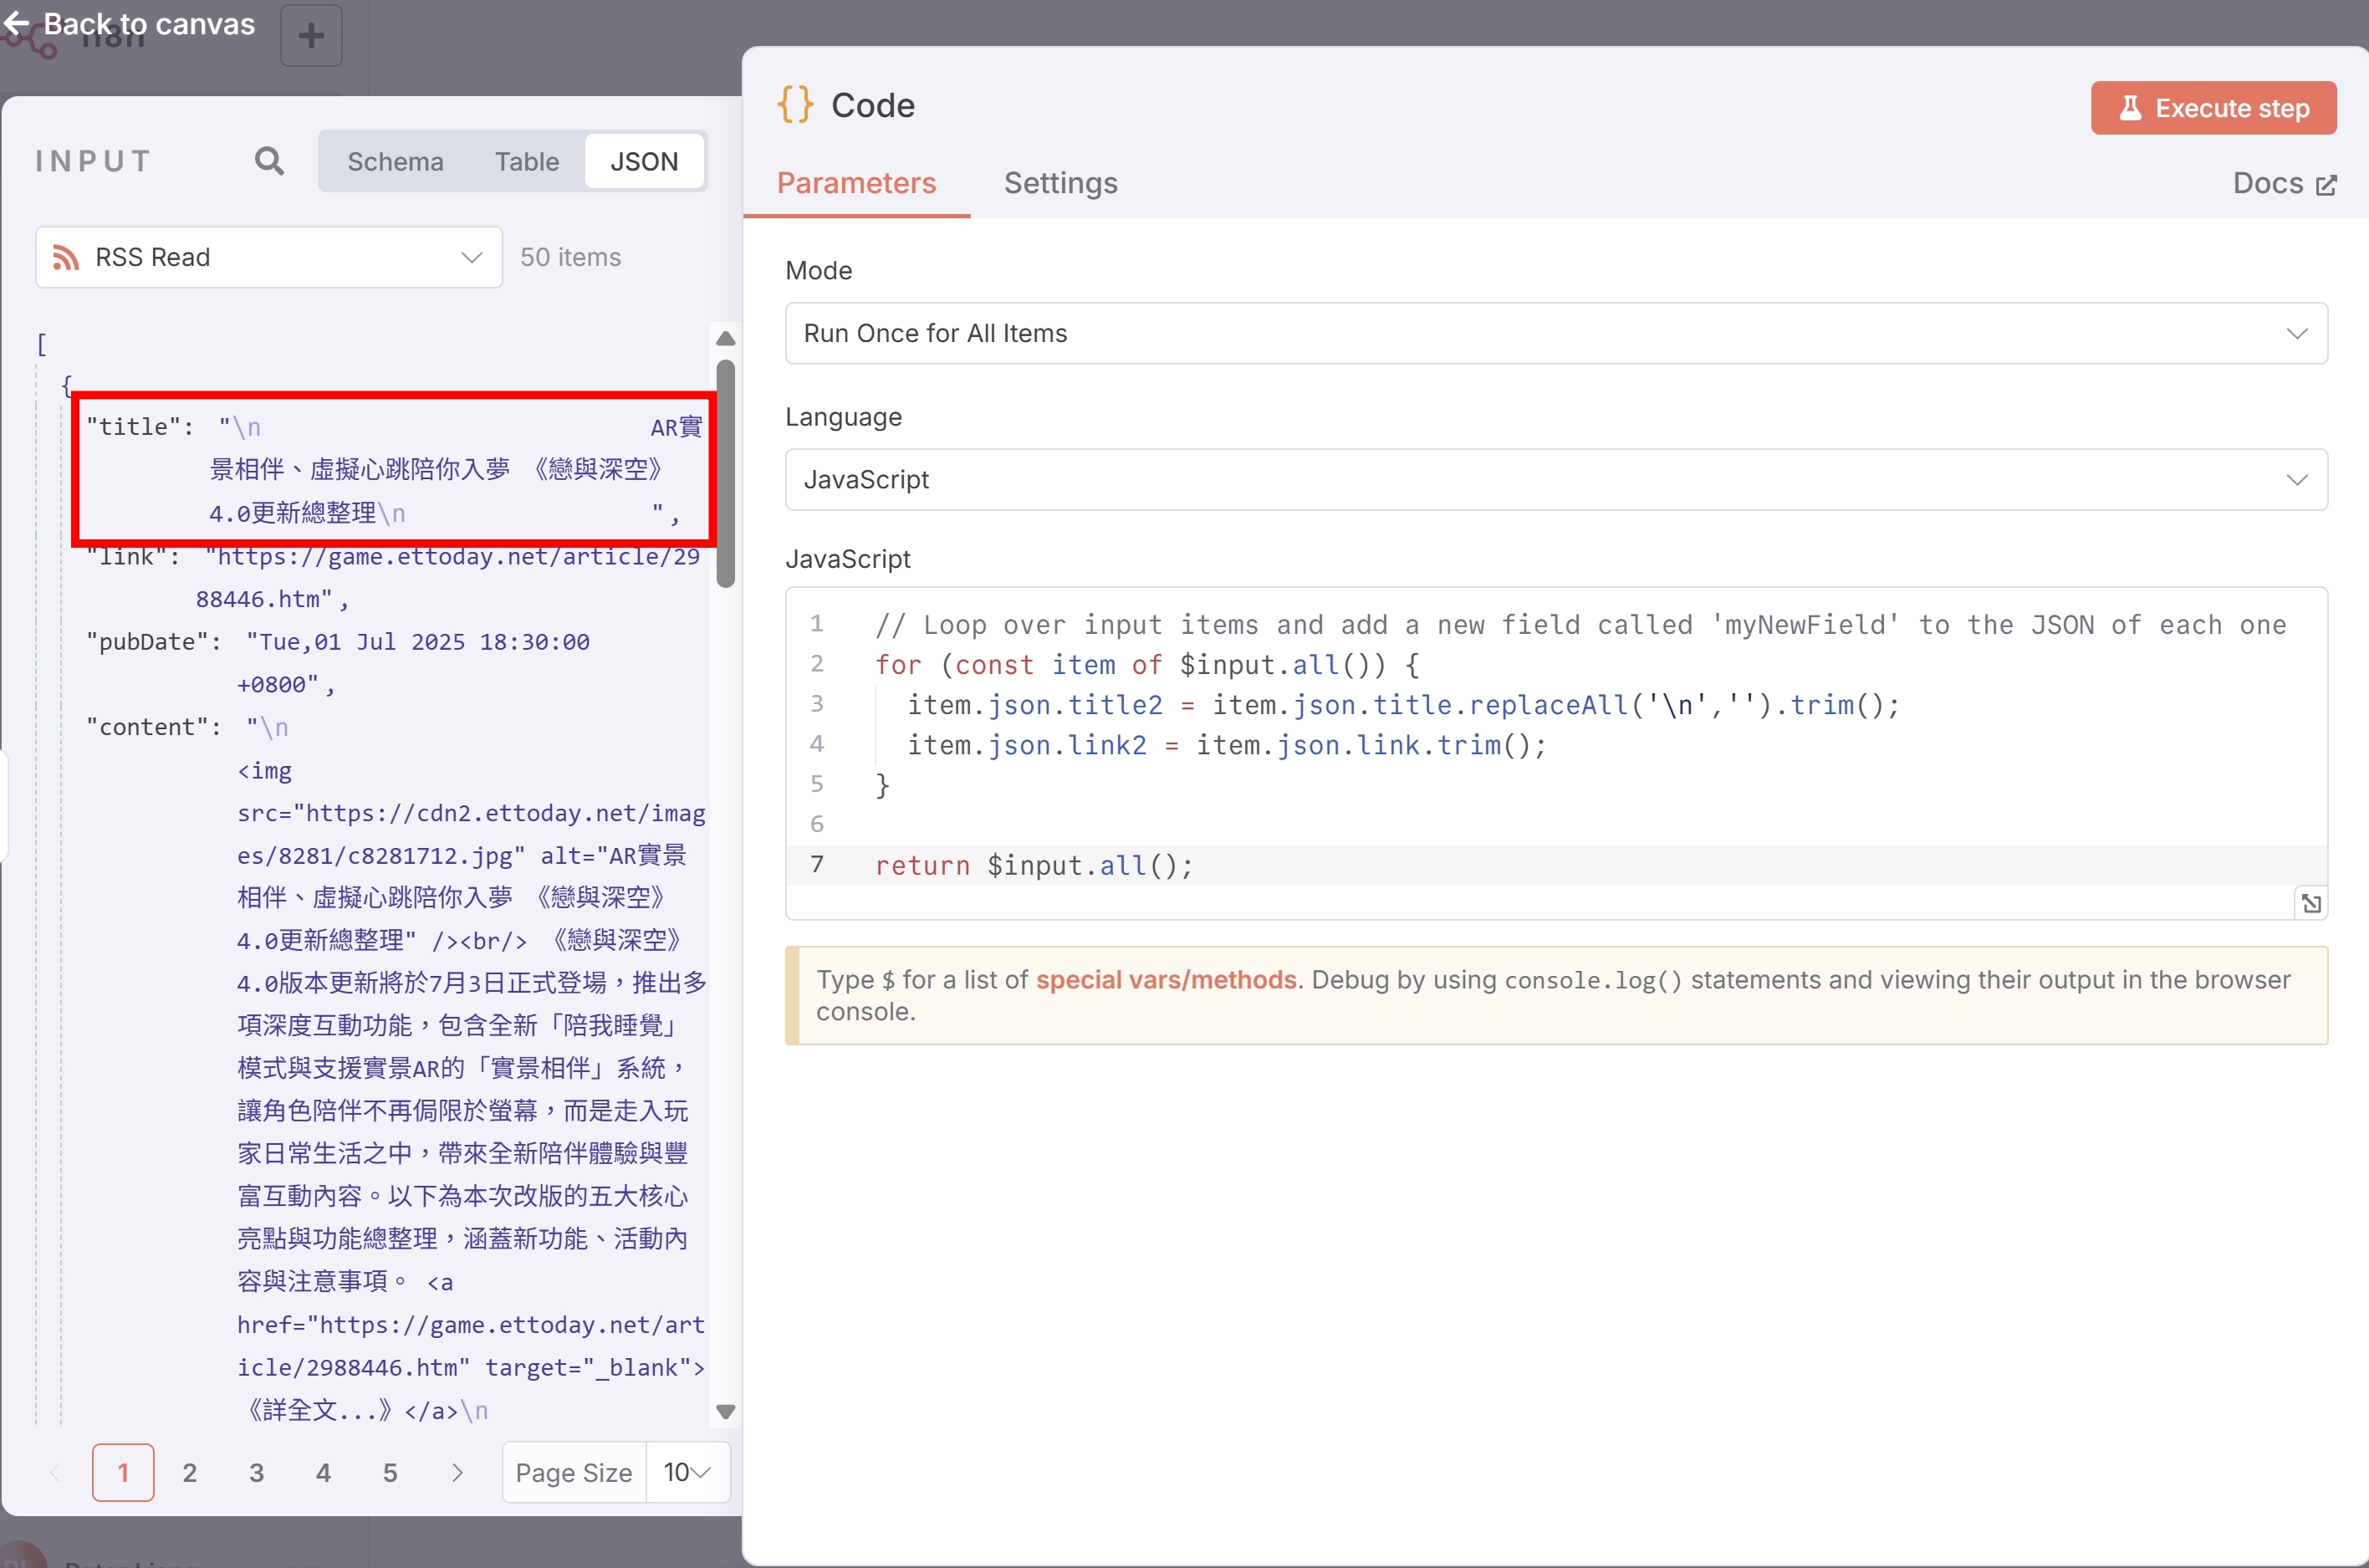 Back to canvas
n8n
INPUT
Schema
Table
JSON
RSS Read
50 items
[
{
"title": "\n AR實
景相伴、虛擬心跳陪你入夢 《戀與深空》
4.0更新總整理\n ",
"link": "https://game.ettoday.net/article/29
88446.htm",
"pubDate": "Tue,01 Jul 2025 18:30:00
+0800",
"content": "\n
<img
src="https://cdn2.ettoday.net/imag
es/8281/c8281712.jpg" alt="AR實景
相伴、虛擬心跳陪你入夢 《戀與深空》
4.0更新總整理" /><br/> 《戀與深空》
4.0版本更新將於7月3日正式登場，推出多
項深度互動功能，包含全新「陪我睡覺」
模式與支援實景AR的「實景相伴」系統，
讓角色陪伴不再侷限於螢幕，而是走入玩
家日常生活之中，帶來全新陪伴體驗與豐
富互動內容。以下為本次改版的五大核心
亮點與功能總整理，涵蓋新功能、活動內
容與注意事項。 <a
href="https://game.ettoday.net/art
icle/2988446.htm" target="_blank">
《詳全文...》</a>\n
1
2
3
4
5
Page Size
10
Code
Execute step
Parameters
Settings
Docs
Mode
Run Once for All Items
Language
JavaScript
JavaScript
1 // Loop over input items and add a new field called 'myNewField' to the JSON of each one
2 for (const item of $input.all()) {
3 item.json.title2 = item.json.title.replaceAll('\n','').trim();
4 item.json.link2 = item.json.link.trim();
5 }
6
7 return $input.all();
Type $ for a list of special vars/methods. Debug by using console.log() statements and viewing their output in the browser
console.